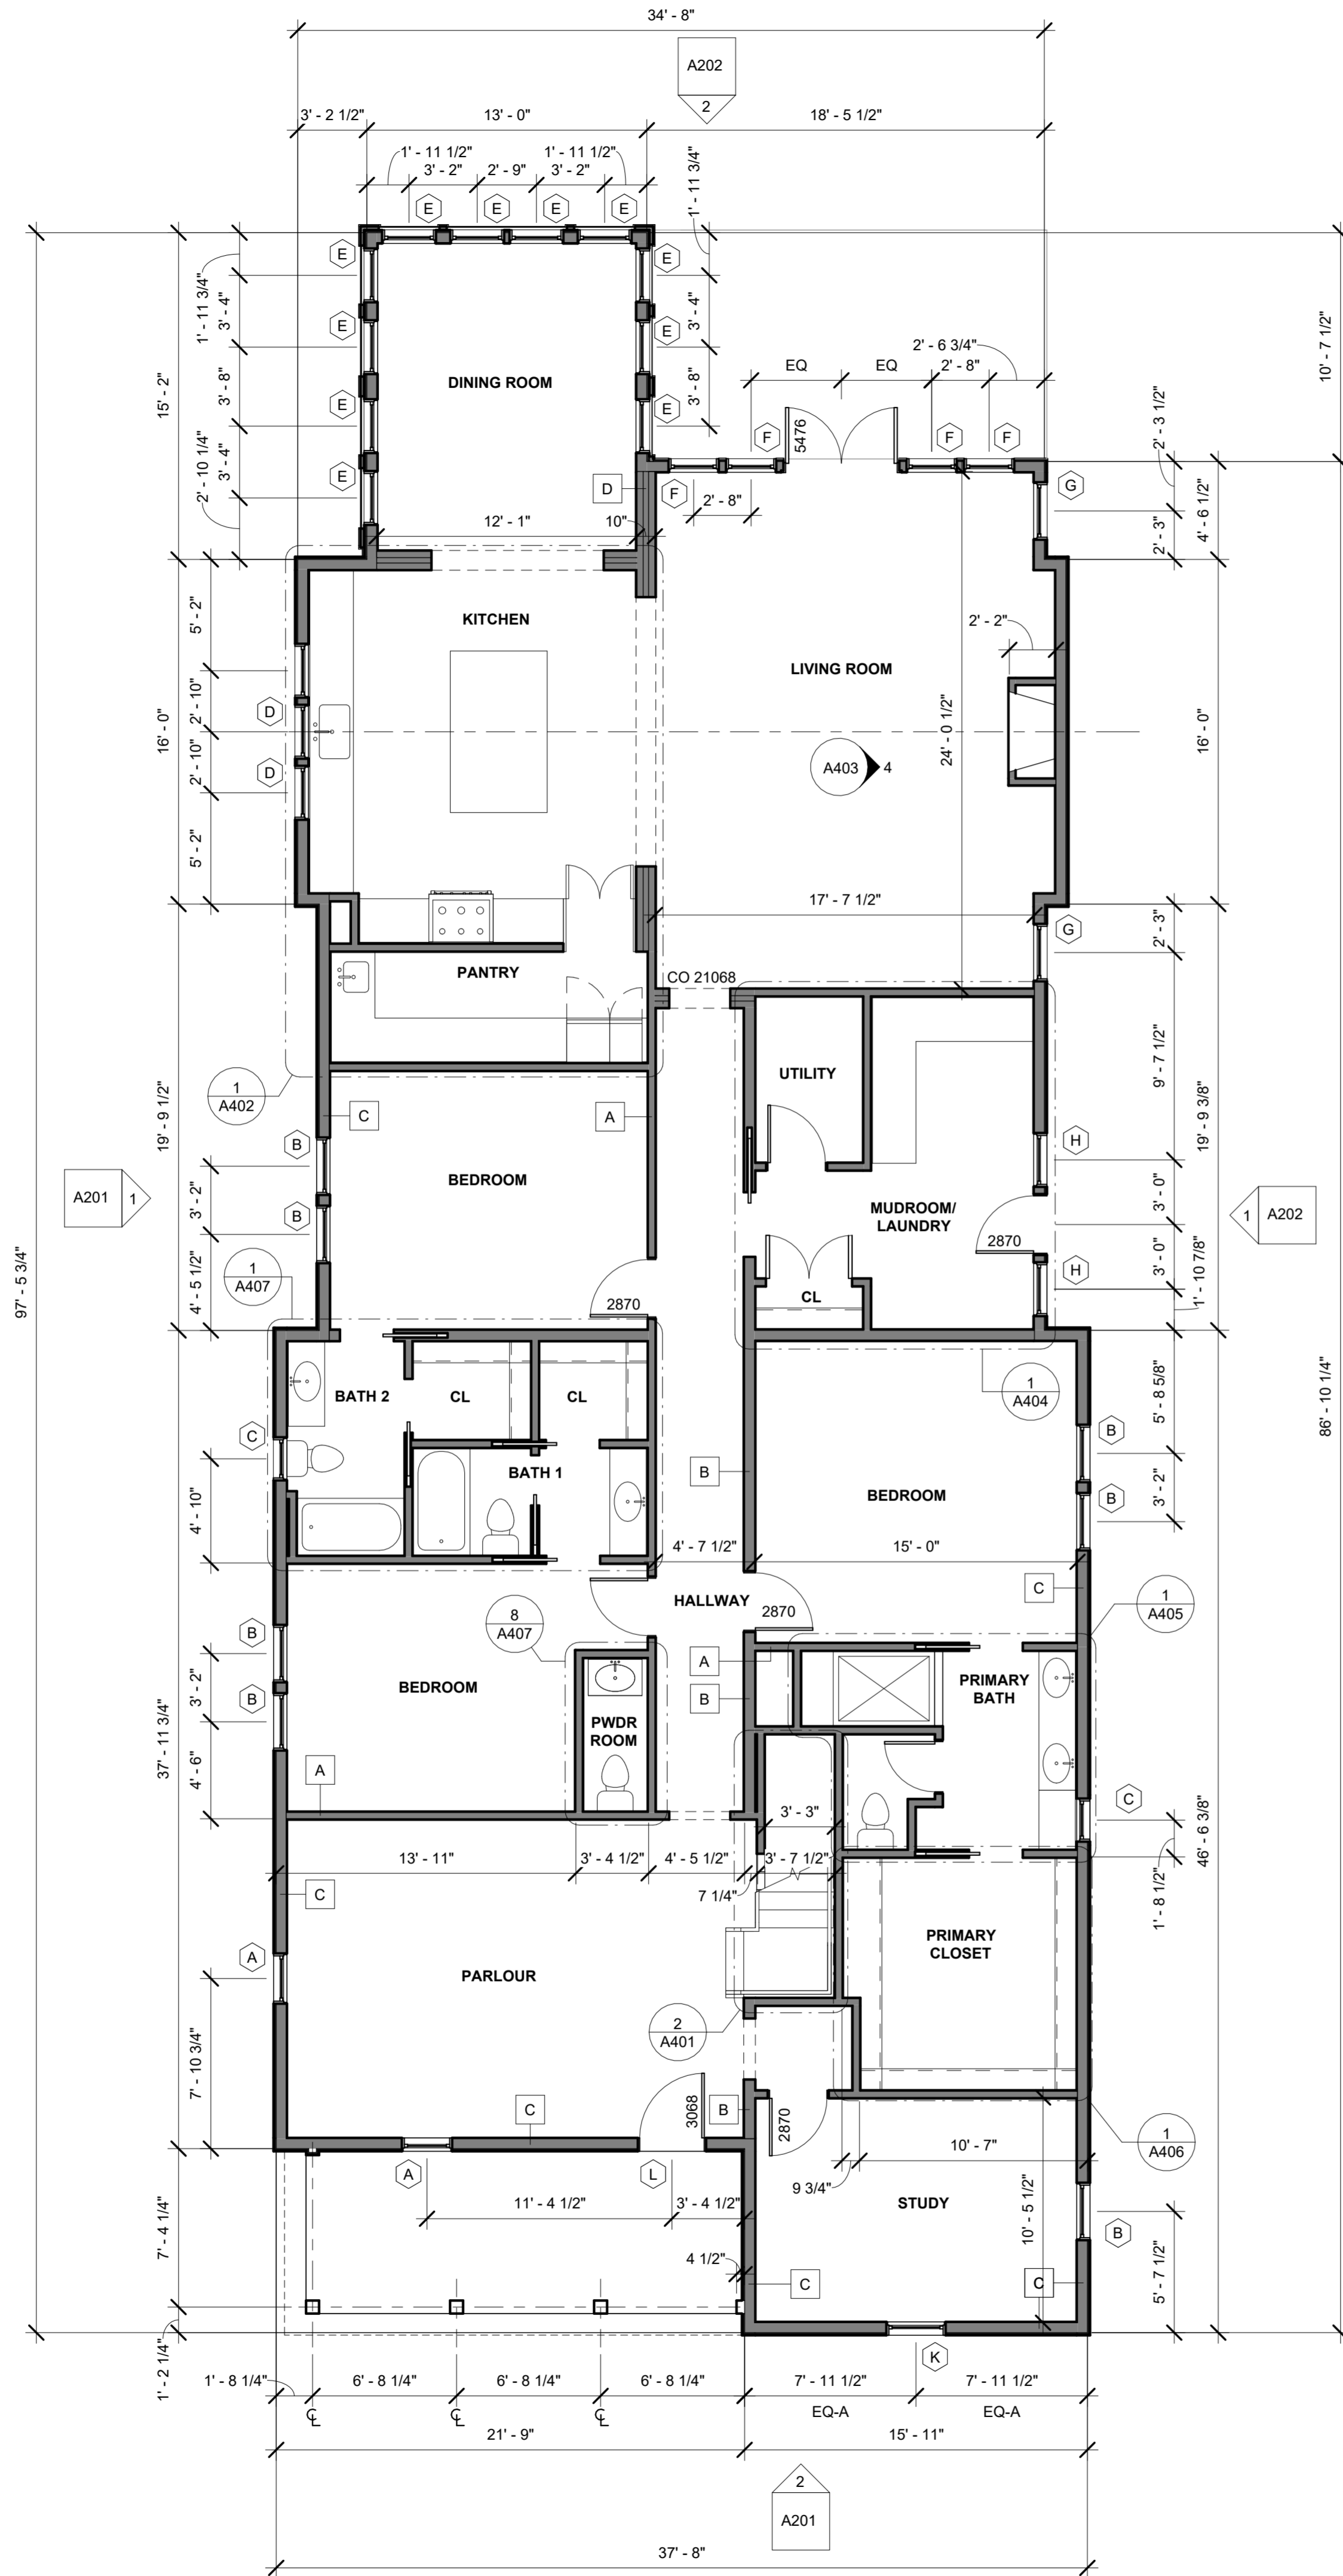 34' - 8"
A202
2
3' - 2 1/2"
13' - 0"
18' - 5 1/2"
1' - 11 1/2"
1' - 11 1/2"
3' - 2"
2' - 9"
3' - 2"
1' - 11 3/4"
E
E
E
E
E
E
1' - 11 3/4"
3' - 4"
3' - 4"
E
E
2' - 6 3/4"
EQ
EQ
2' - 8"
10' - 7 1/2"
15' - 2"
DINING ROOM
3' - 8"
3' - 8"
E
E
5476
F
F
F
2' - 3 1/2"
E
3' - 4"
2' - 10 1/4"
D
F
2' - 8"
G
4' - 6 1/2"
12' - 1"
10"
2' - 3"
5' - 2"
KITCHEN
2' - 2"
LIVING ROOM
2' - 10"
D
16' - 0"
24' - 0 1/2"
16' - 0"
A403
4
D
2' - 10"
5' - 2"
17' - 7 1/2"
G
2' - 3"
PANTRY
CO 21068
UTILITY
9' - 7 1/2"
1
A402
C
A
19' - 9 1/2"
19' - 9 3/8"
B
H
BEDROOM
A201
1
3' - 2"
B
MUDROOM/
LAUNDRY
3' - 0"
1
A202
2870
97' - 5 3/4"
1
A407
4' - 5 1/2"
H
3' - 0"
1' - 10 7/8"
CL
2870
BATH 2
CL
CL
1
A404
5' - 8 5/8"
86' - 10 1/4"
C
B
BATH 1
B
BEDROOM
B
3' - 2"
4' - 10"
4' - 7 1/2"
15' - 0"
C
HALLWAY
2870
8
A407
1
A405
B
A
BEDROOM
3' - 2"
B
B
PRIMARY
BATH
PWDR
ROOM
37' - 11 3/4"
4' - 6"
A
C
3' - 3"
46' - 6 3/8"
13' - 11"
3' - 4 1/2"
4' - 5 1/2"
3' - 7 1/2"
C
7 1/4"
1' - 8 1/2"
A
PRIMARY
CLOSET
PARLOUR
2
A401
7' - 10 3/4"
C
3068
B
2870
10' - 7"
1
A406
A
L
9 3/4"
11' - 4 1/2"
3' - 4 1/2"
STUDY
10' - 5 1/2"
B
7' - 4 1/4"
4 1/2"
C
C
5' - 7 1/2"
K
1' - 2 1/4"
1' - 8 1/4"
6' - 8 1/4"
6' - 8 1/4"
6' - 8 1/4"
7' - 11 1/2"
7' - 11 1/2"
℄
℄
℄
EQ-A
EQ-A
21' - 9"
15' - 11"
2
A201
37' - 8"